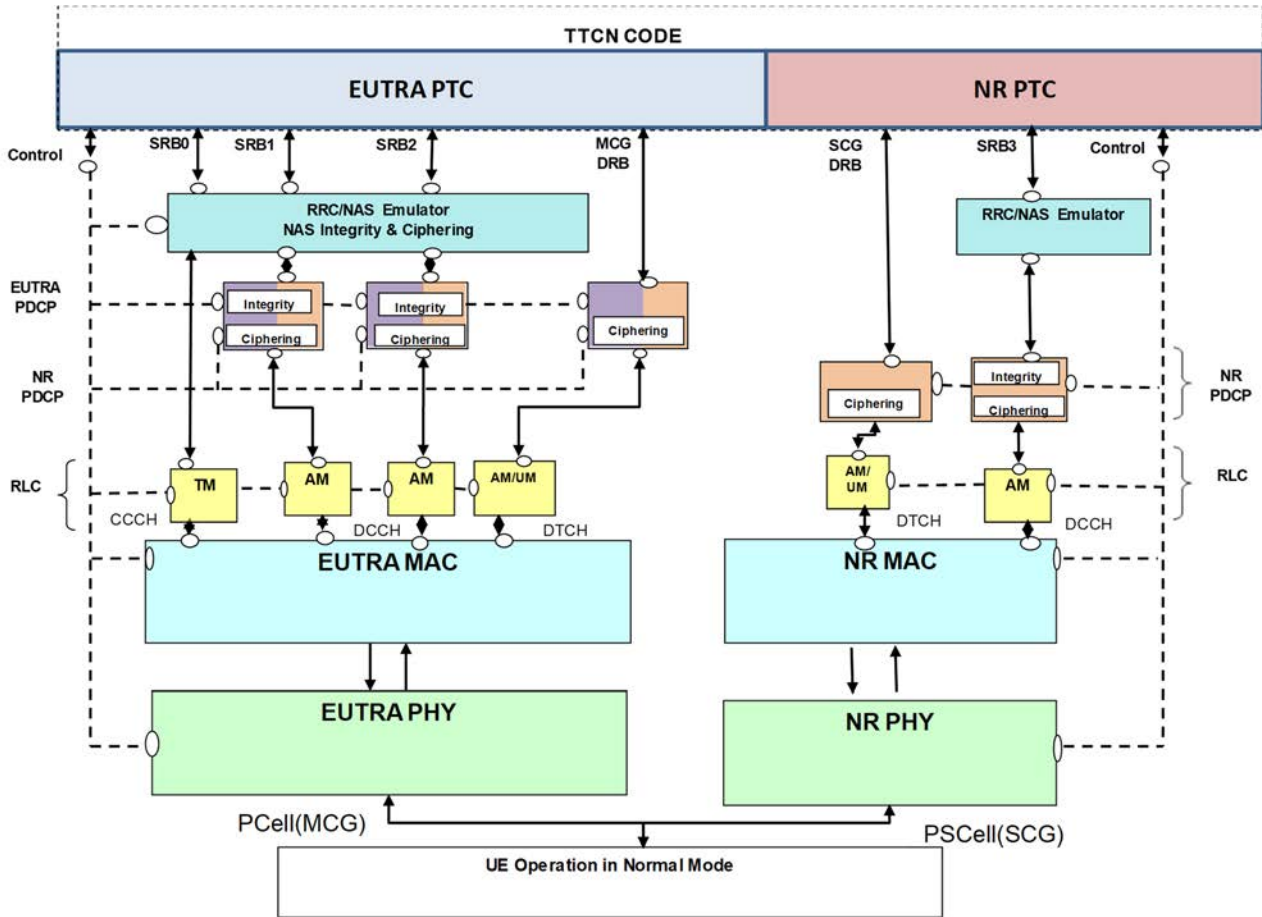 TTCN CODE
EUTRA PTC
NR PTC
Control
SRB0
SRB1
SRB2
MCG
DRB
SCG
DRB
SRB3
Control
RRC/NAS Emulator
NAS Integrity & Ciphering
RRC/NAS Emulator
EUTRA
PDCP
Integrity
Ciphering
Integrity
Ciphering
Ciphering
NR
PDCP
Ciphering
Integrity
Ciphering
NR
PDCP
RLC
TM
AM
AM
AM/UM
AM/
UM
AM
RLC
CCCH
DCCH
DTCH
DTCH
DCCH
EUTRA MAC
NR MAC
EUTRA PHY
NR PHY
PCell(MCG)
PSCell(SCG)
UE Operation in Normal Mode